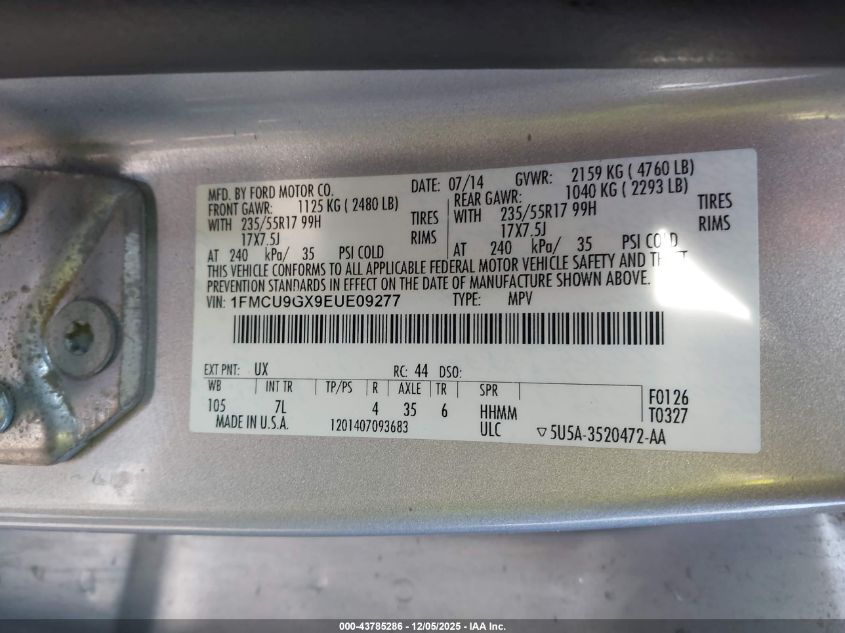 MFD. BY FORD MOTOR CO. DATE: 07/14 GVWR: 2159 KG ( 4760 LB)
FRONT GAWR: 1125 KG ( 2480 LB) REAR GAWR: 1040 KG ( 2293 LB)
WITH 235/55R17 99H TIRES WITH 235/55R17 99H TIRES
17X7.5J RIMS 17X7.5J RIMS
AT 240 kPa/ 35 PSI COLD AT 240 kPa/ 35 PSI COLD
THIS VEHICLE CONFORMS TO ALL APPLICABLE FEDERAL MOTOR VEHICLE SAFETY AND
PREVENTION STANDARDS IN EFFECT ON THE DATE OF MANUFACTURE SHOWN ABOVE.
VIN: 1FMCU9GX9EUE09277 TYPE: MPV
EXT PNT: UX RC: 44 DSO:
WB INT TR TP/PS R AXLE TR SPR F0126
105 7L 4 35 6 HHMM T0327
MADE IN U.S.A. 1201407093683 ULC ▽5U5A-3520472-AA
000-43785286 - 12/05/2025 - IAA Inc.